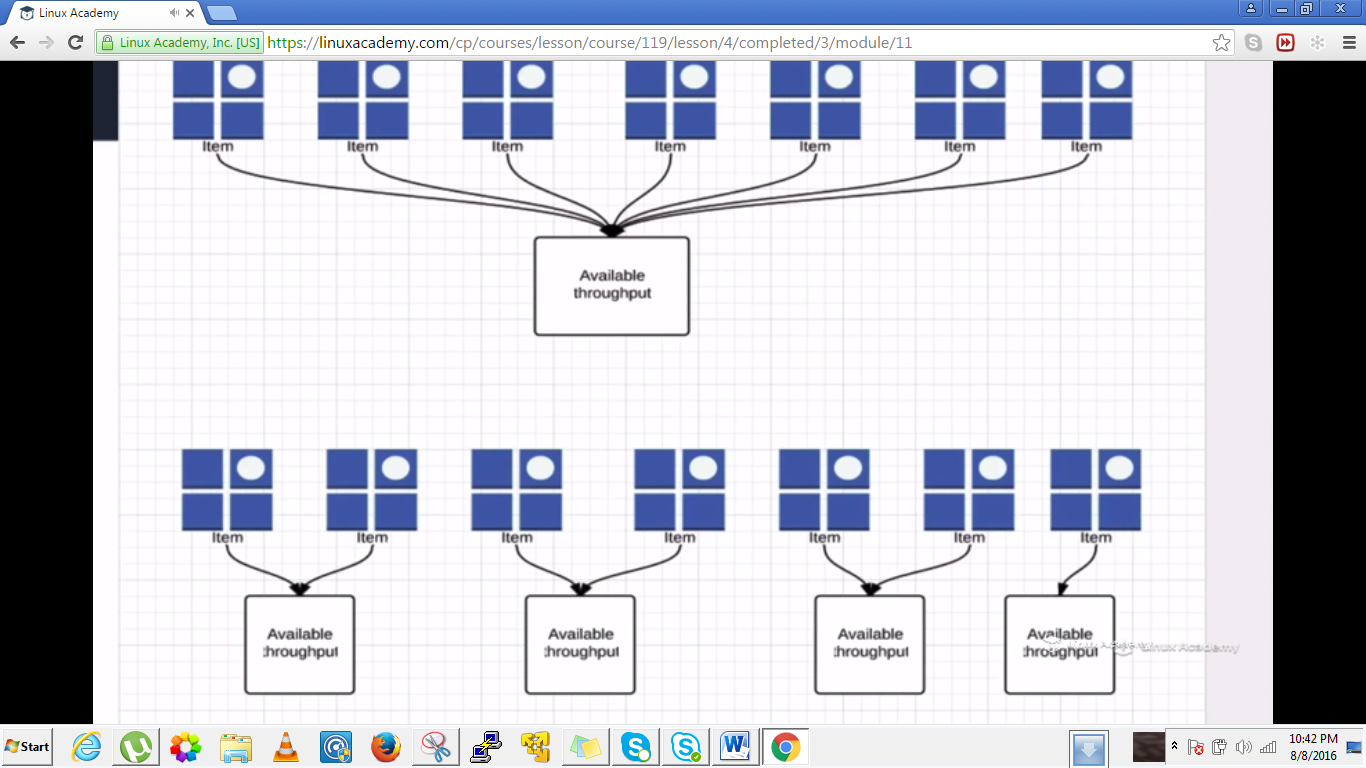 Linux Academy
Linux Academy, Inc. [US]
https://linuxacademy.com/cp/courses/lesson/course/119/lesson/4/completed/3/module/11
Item Item Item Item Item Item Item
Available
throughput
Item Item Item Item Item Item Item
Available Available Available Available
throughput throughput throughput throughput
Linux Academy
Start
10:42 PM
8/8/2016